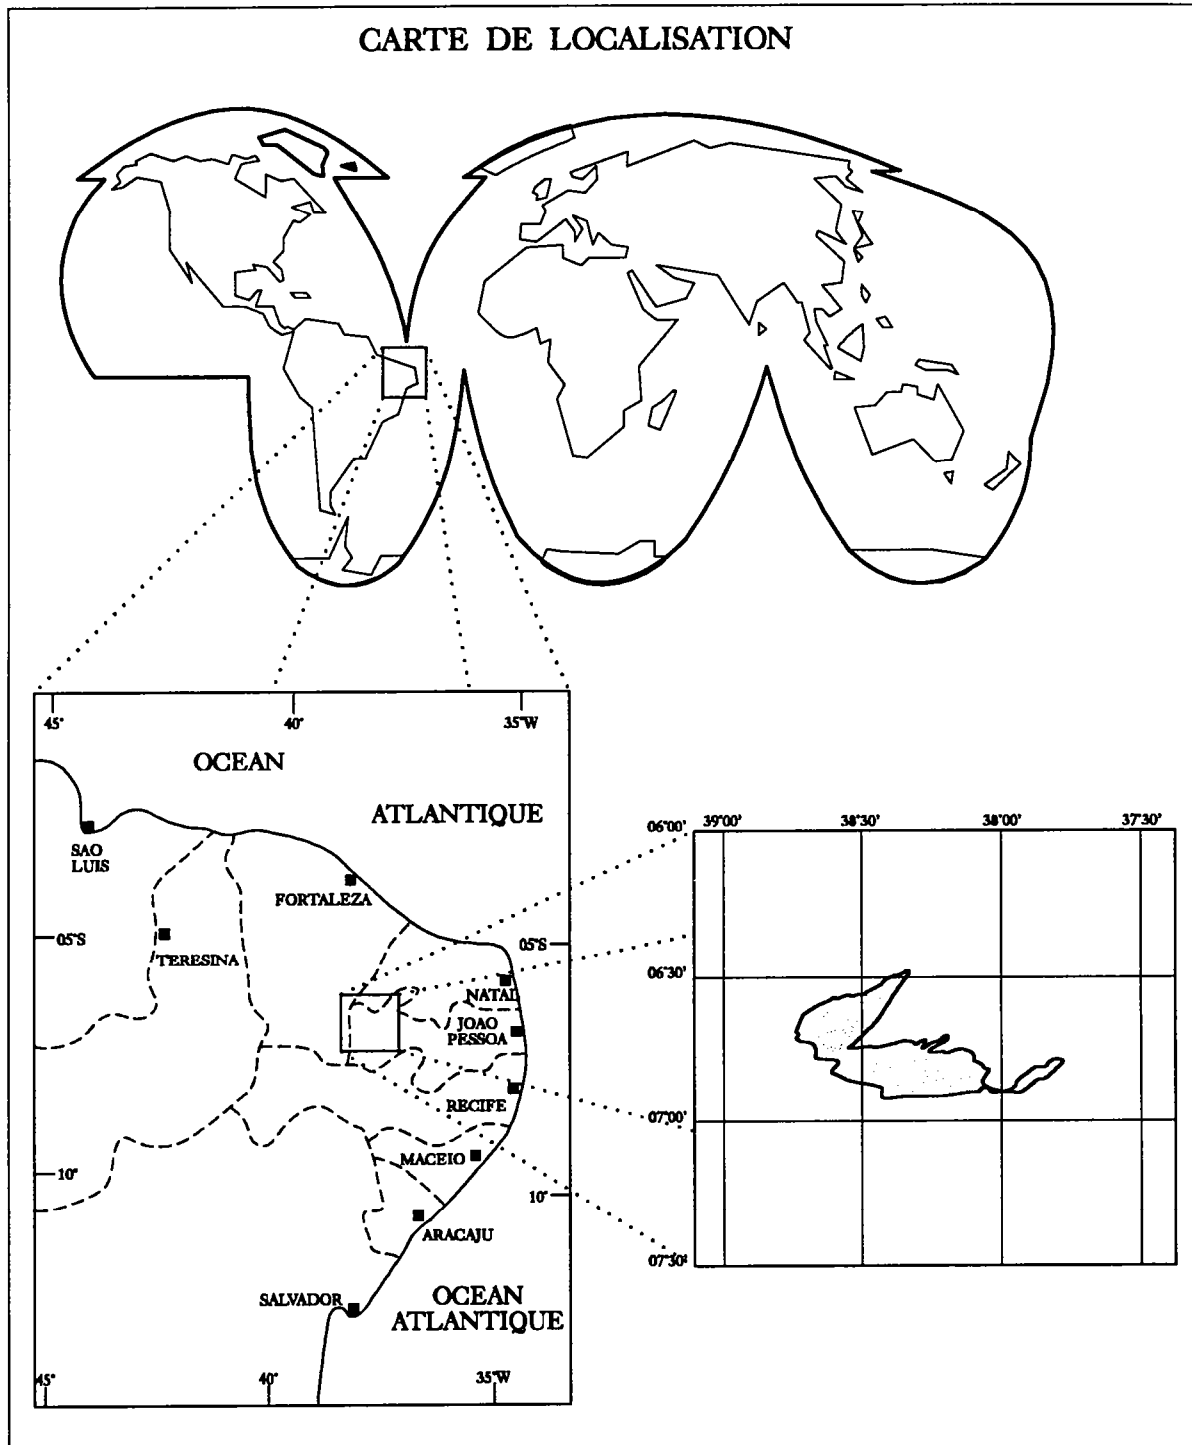 CARTE DE LOCALISATION
45°
40°
35°W
OCEAN
ATLANTIQUE
SAO
LUIS
FORTALEZA
05°S
05°S
TERESINA
NATAL
JOAO
PESSOA
RECIFE
MACEIO
10°
10°
ARACAJU
SALVADOR
OCEAN
ATLANTIQUE
45°
40°
35°W
39°00'
38°30'
38°00'
37°30'
06°00'
06°30'
07°00'
07°30'